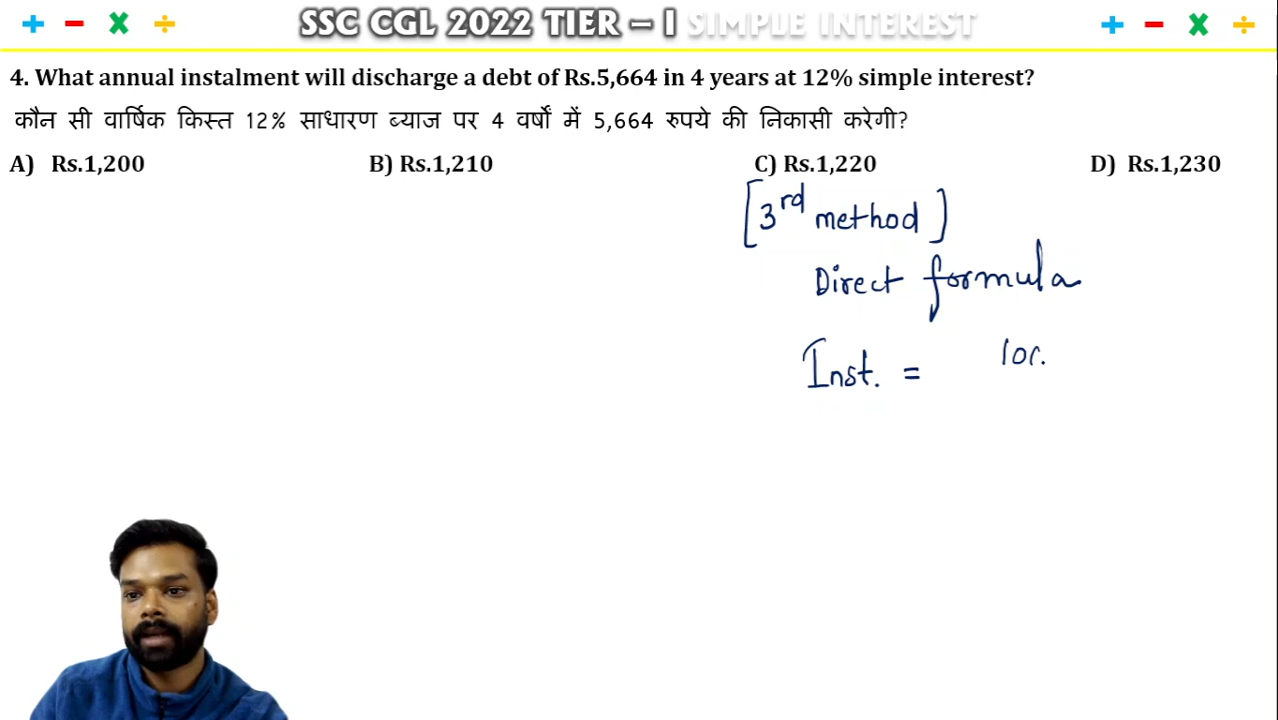 + - × ÷ SSC CGL 2022 TIER – I SIMPLE INTEREST + - × ÷
4. What annual instalment will discharge a debt of Rs.5,664 in 4 years at 12% simple interest?
कौन सी वार्षिक किस्त 12% साधारण ब्याज पर 4 वर्षों में 5,664 रुपये की निकासी करेगी?
A) Rs.1,200 B) Rs.1,210 C) Rs.1,220 D) Rs.1,230
[3rd method]
Direct formula
Inst. =